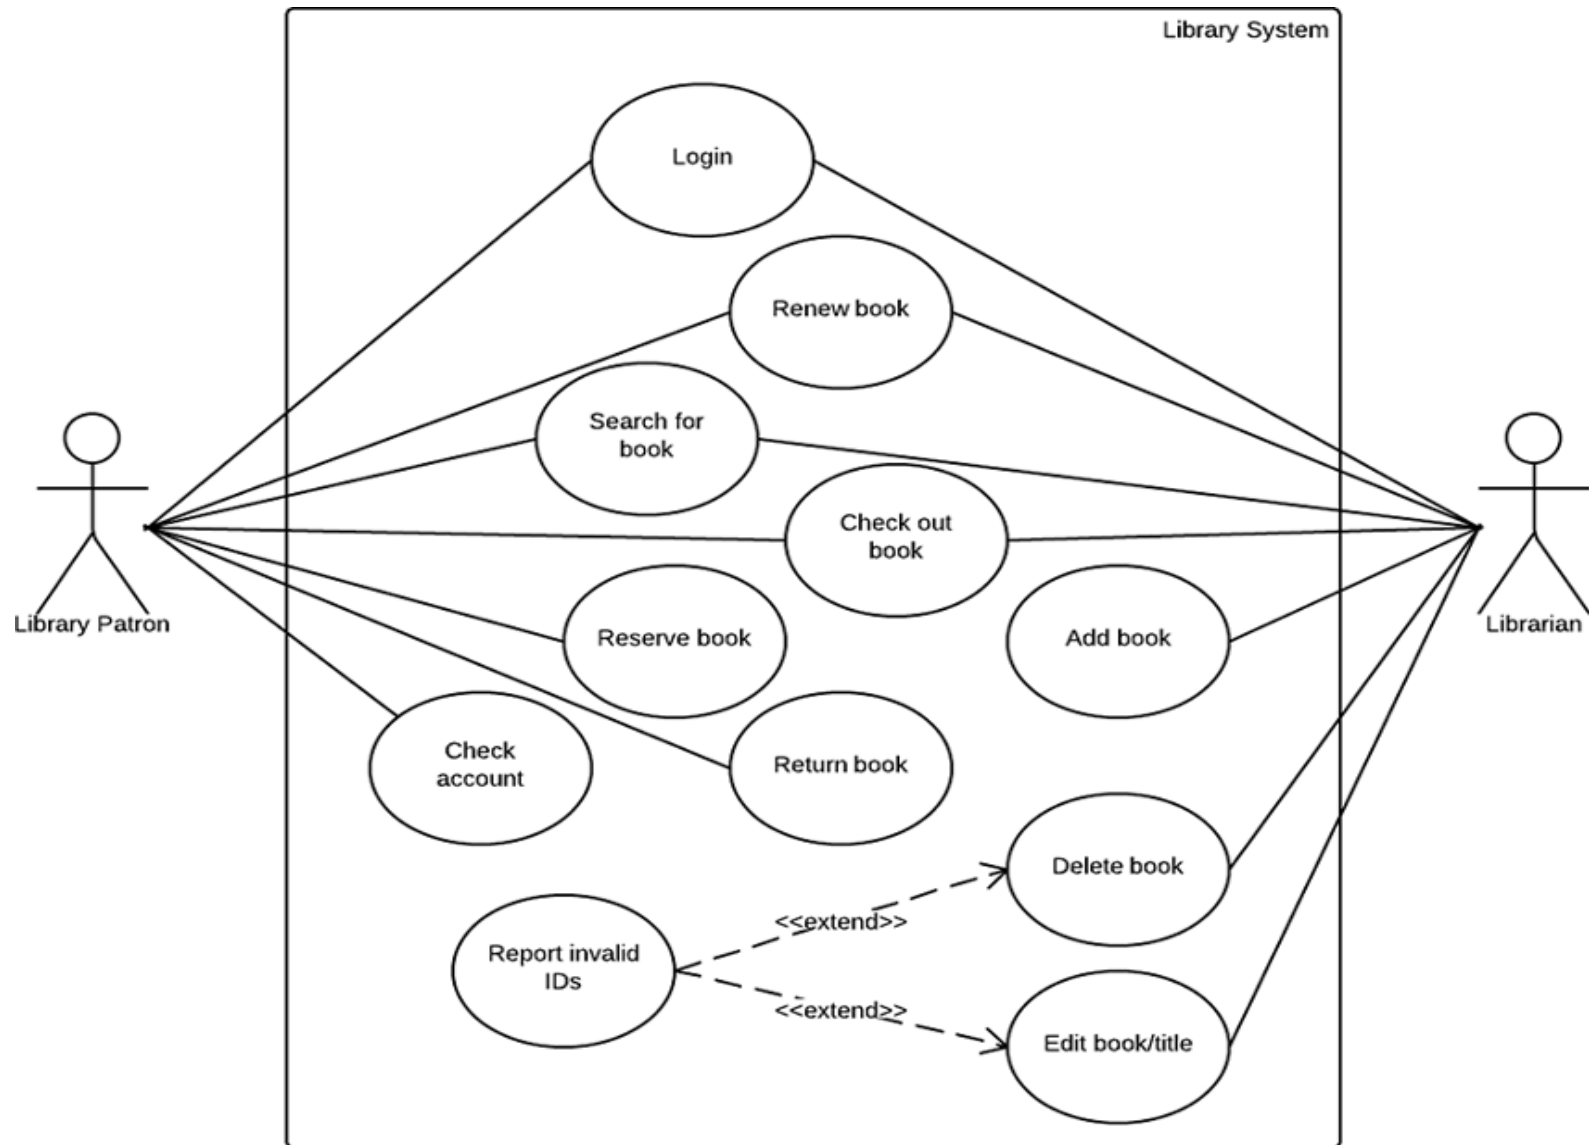 Library System
Login
Renew book
Search for
book
Check out
book
Library Patron
Librarian
Reserve book
Add book
Check
account
Return book
Delete book
<<extend>>
Report invalid
IDs
<<extend>>
Edit book/title